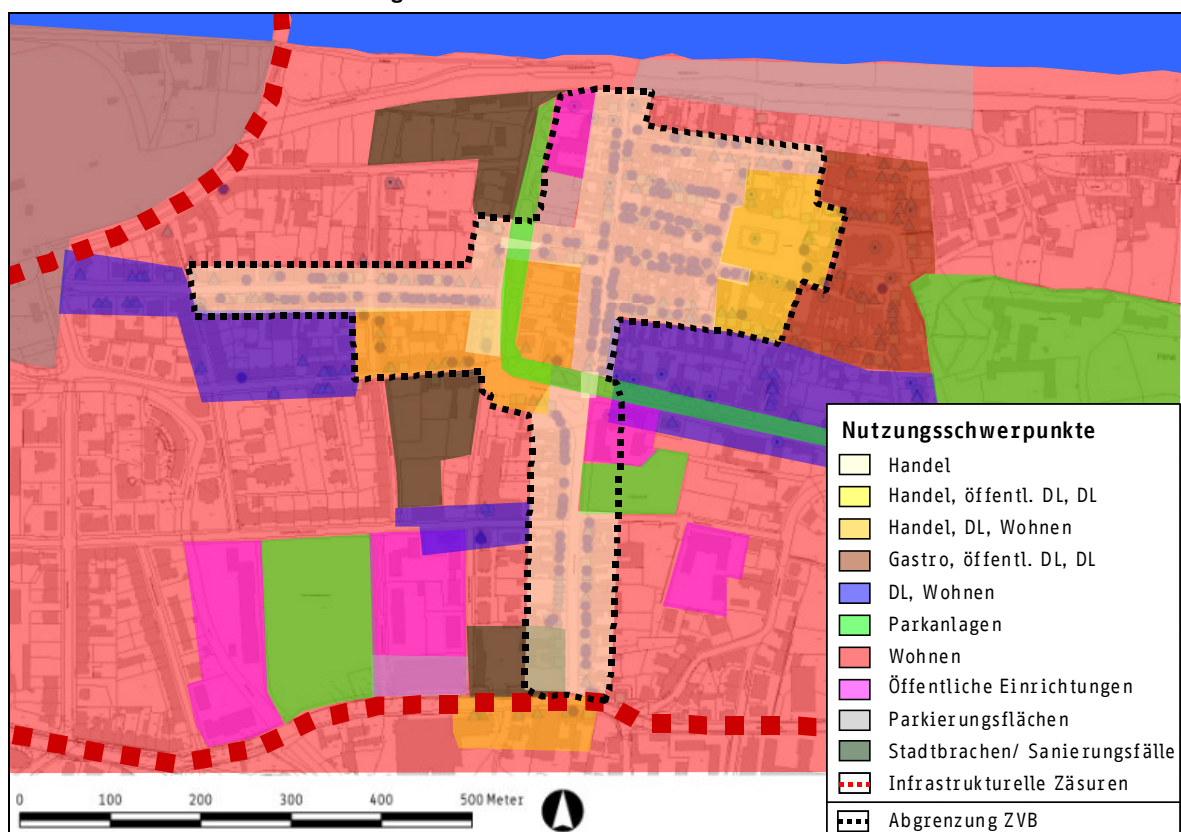 Nutzungsschwerpunkte
Handel
Handel, öffentl. DL, DL
Handel, DL, Wohnen
Gastro, öffentl. DL, DL
DL, Wohnen
Parkanlagen
Wohnen
Öffentliche Einrichtungen
Parkierungsflächen
Stadtbrachen/ Sanierungsfälle
Infrastrukturelle Zäsuren
Abgrenzung ZVB
0 100 200 300 400 500 Meter